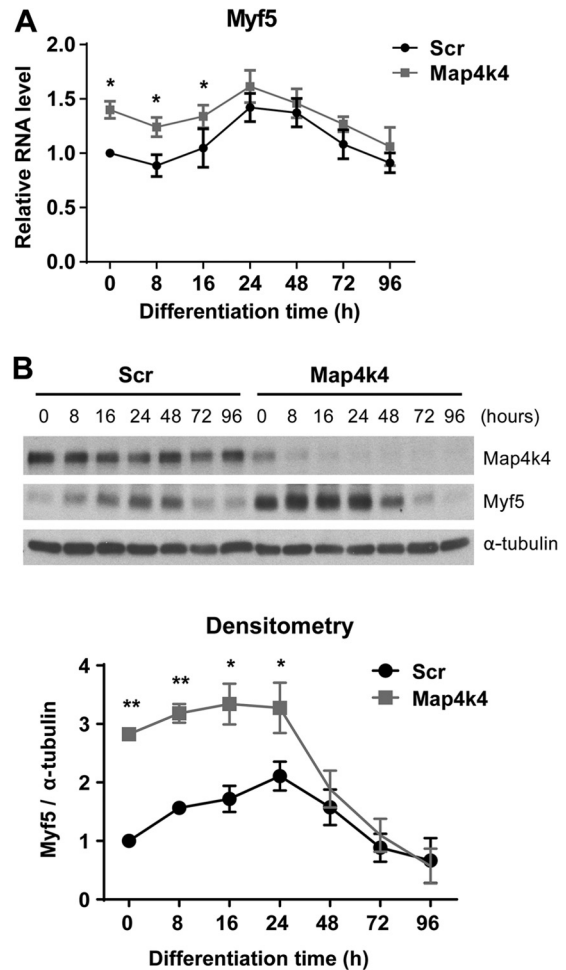 A
Myf5
Scr
Map4k4
Relative RNA level
2.0
1.5
1.0
0.5
0.0
* * *
0 8 16 24 48 72 96
Differentiation time (h)
B
Scr Map4k4
0 8 16 24 48 72 96 0 8 16 24 48 72 96 (hours)
Map4k4
Myf5
α-tubulin
Densitometry
Scr
Map4k4
Myf5 / α-tubulin
4
3
2
1
0
** ** * *
0 8 16 24 48 72 96
Differentiation time (h)